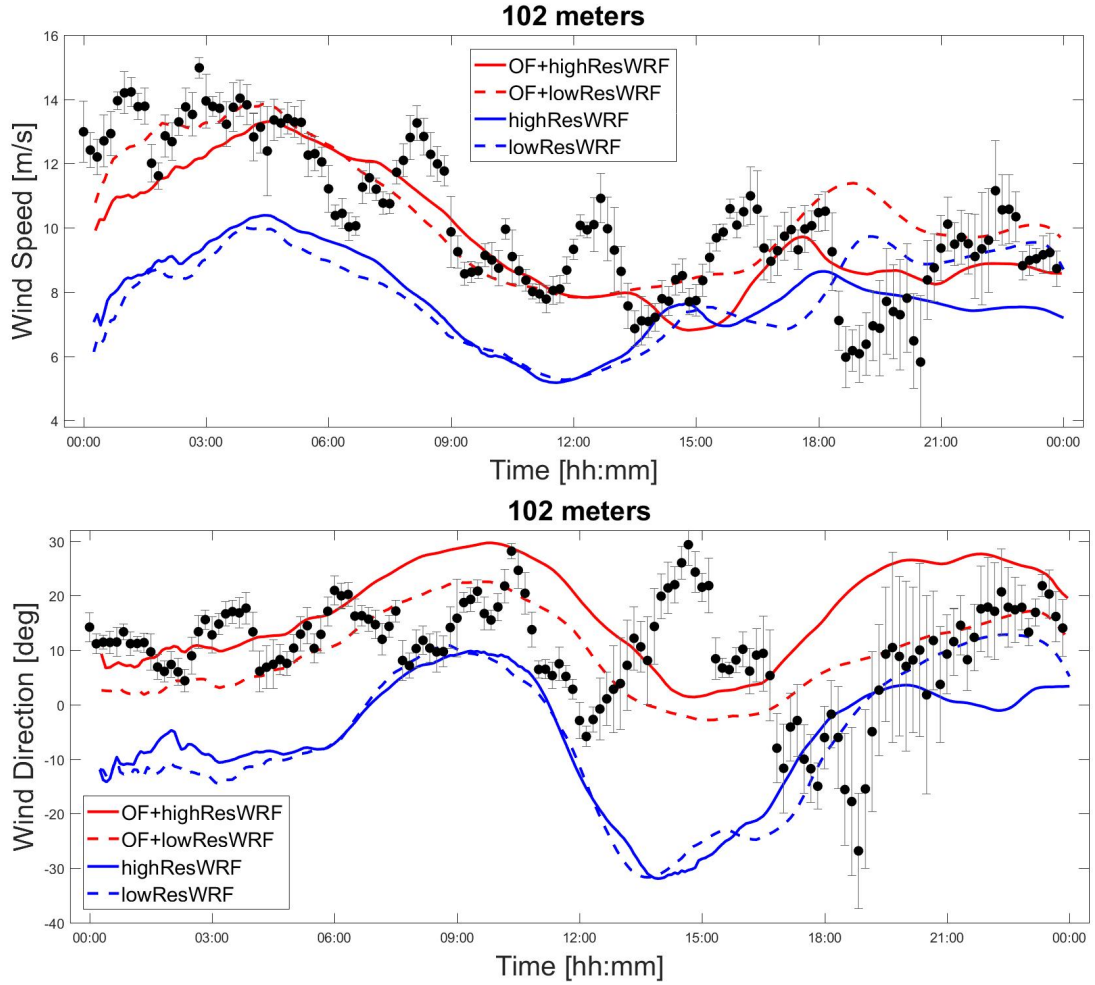 102 meters
16
14
12
10
8
6
4
Wind Speed [m/s]
OF+highResWRF
OF+lowResWRF
highResWRF
lowResWRF
00:00 03:00 06:00 09:00 12:00 15:00 18:00 21:00 00:00
Time [hh:mm]
102 meters
30
20
10
0
-10
-20
-30
-40
Wind Direction [deg]
OF+highResWRF
OF+lowResWRF
highResWRF
lowResWRF
00:00 03:00 06:00 09:00 12:00 15:00 18:00 21:00 00:00
Time [hh:mm]